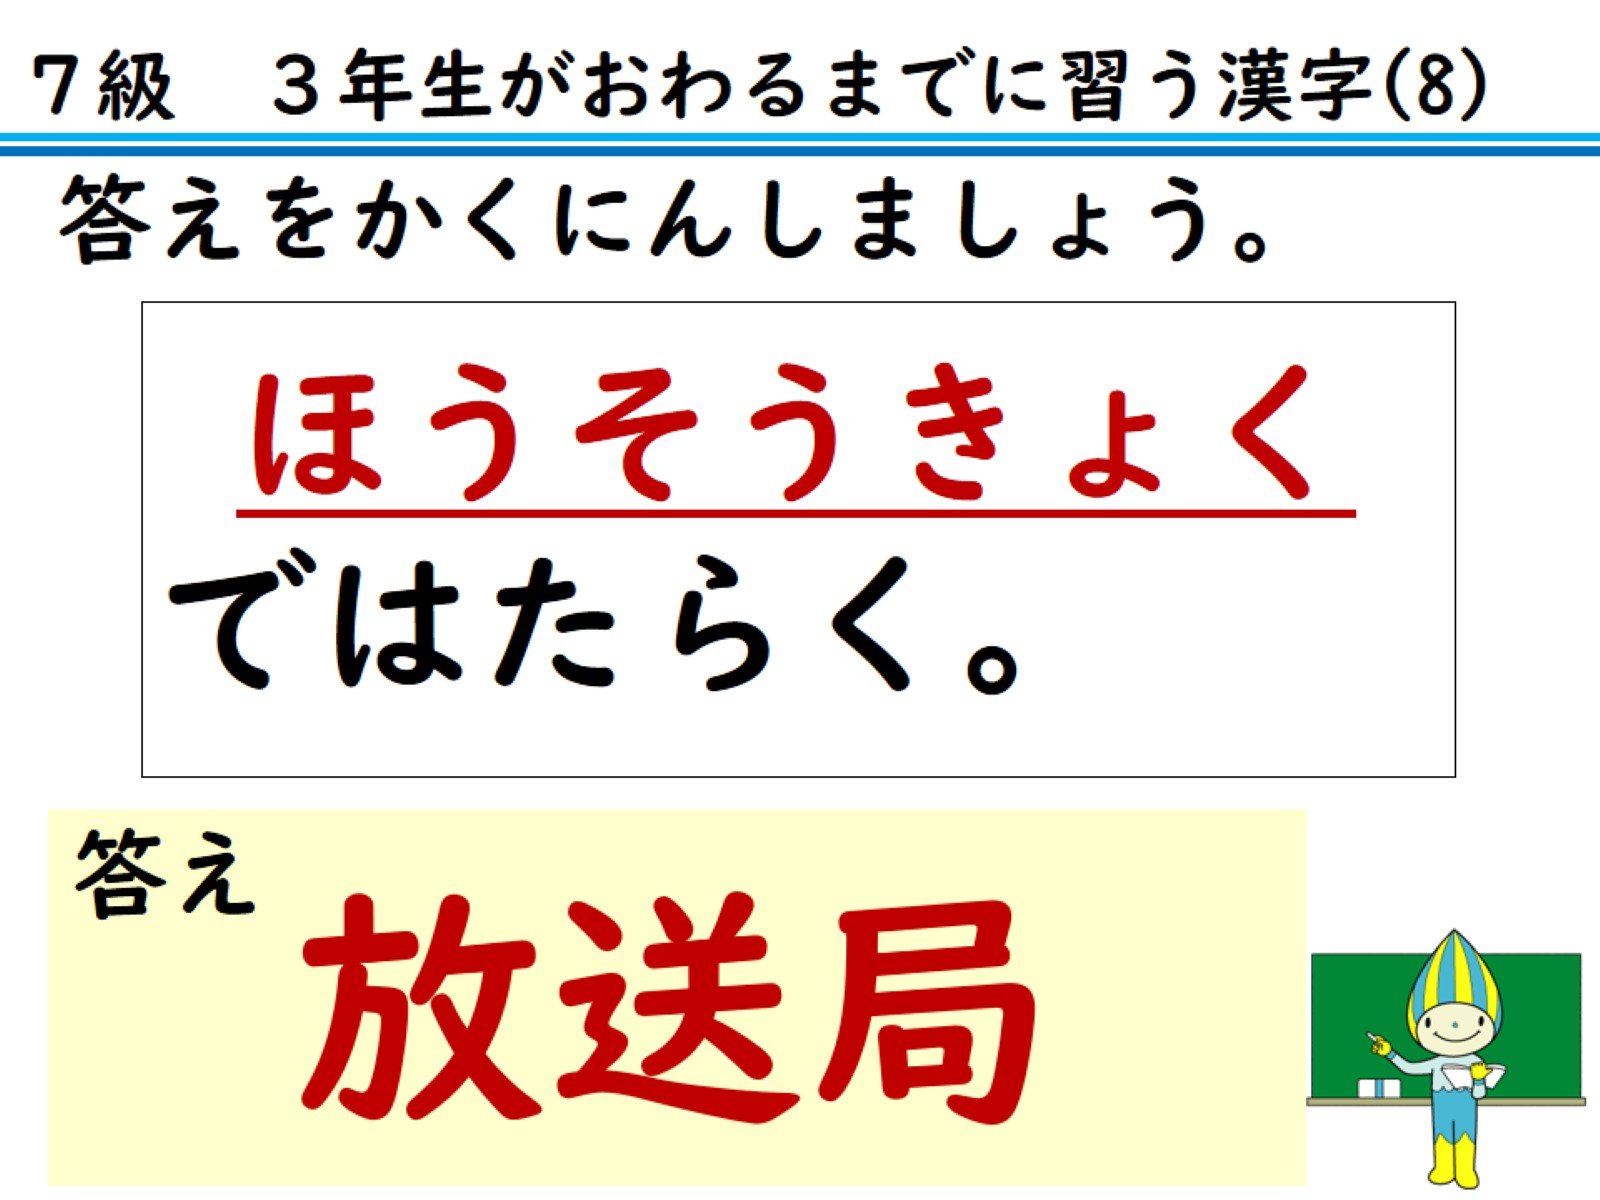 ７級　３年生がおわるまでに習う漢字(8)
答えをかくにんしましょう。
ほうそうきょく
ではたらく。
答え
放送局